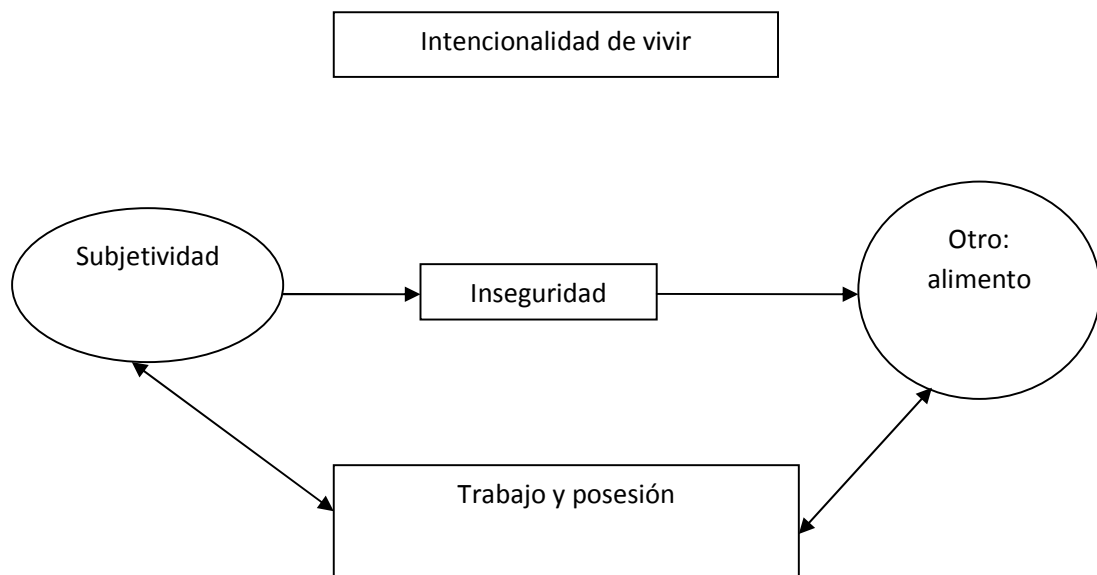 Intencionalidad de vivir
Subjetividad
Inseguridad
Otro:
alimento
Trabajo y posesión